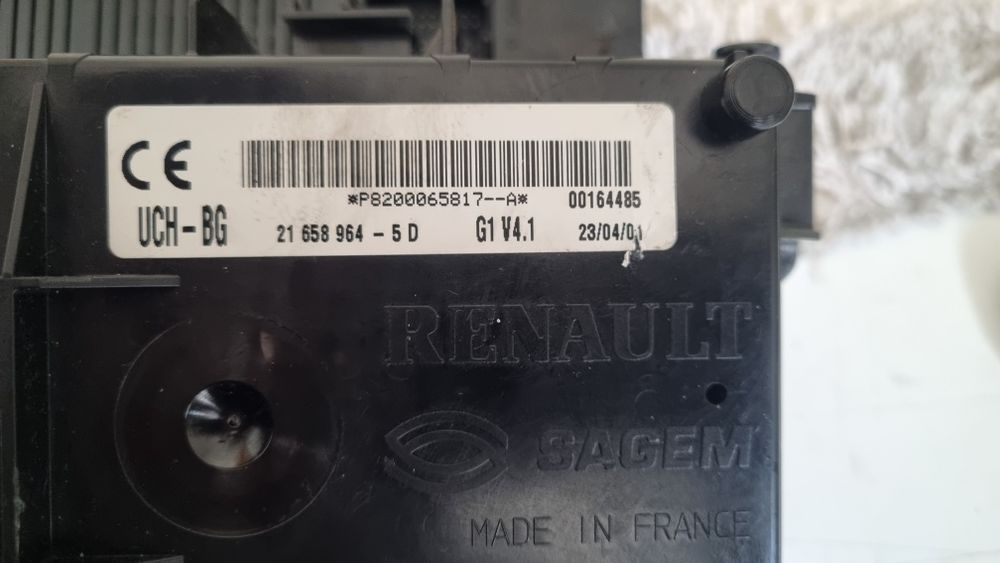 CE
*P8200065817--A* 00164485
UCH-BG 21 658 964 - 5 D G1 V4.1 23/04/01
RENAULT
SAGEM
MADE IN FRANCE